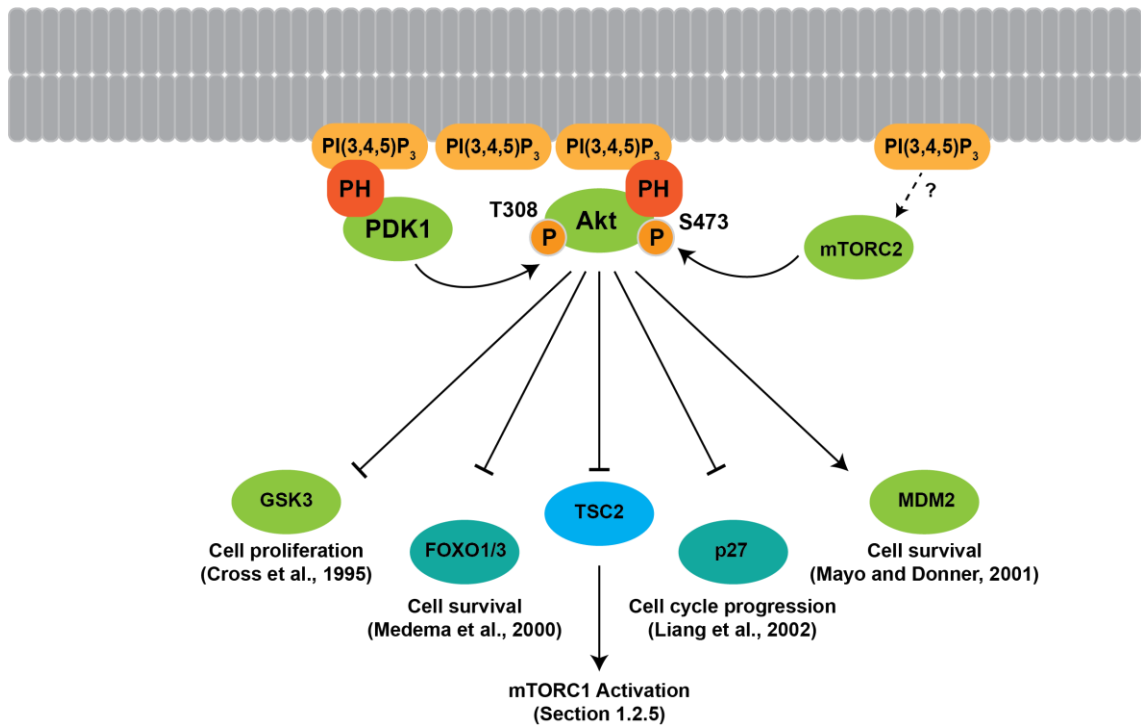 PI(3,4,5)P₃
PI(3,4,5)P₃
PI(3,4,5)P₃
PI(3,4,5)P₃
?
PH
PH
PDK1
T308
Akt
S473
P
P
mTORC2
GSK3
Cell proliferation
(Cross et al., 1995)
FOXO1/3
Cell survival
(Medema et al., 2000)
TSC2
mTORC1 Activation
(Section 1.2.5)
p27
Cell cycle progression
(Liang et al., 2002)
MDM2
Cell survival
(Mayo and Donner, 2001)